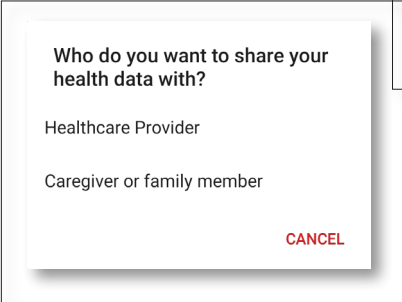 Who do you want to share your
health data with?
Healthcare Provider
Caregiver or family member
CANCEL